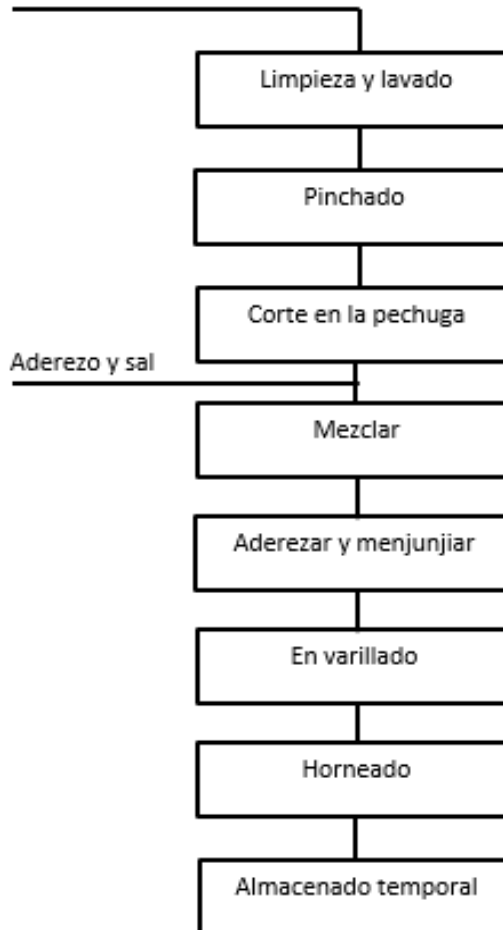 Limpieza y lavado
Pinchado
Corte en la pechuga
Aderezo y sal
Mezclar
Aderezar y menjunjiar
En varillado
Horneado
Almacenado temporal